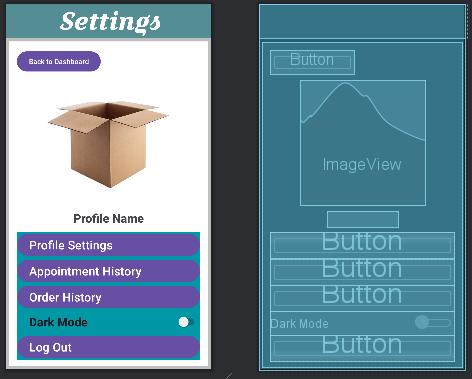 Settings
Back to Dashboard
Profile Name
Profile Settings
Appointment History
Order History
Dark Mode
Log Out
Button
ImageView
Button
Button
Button
Dark Mode
Button